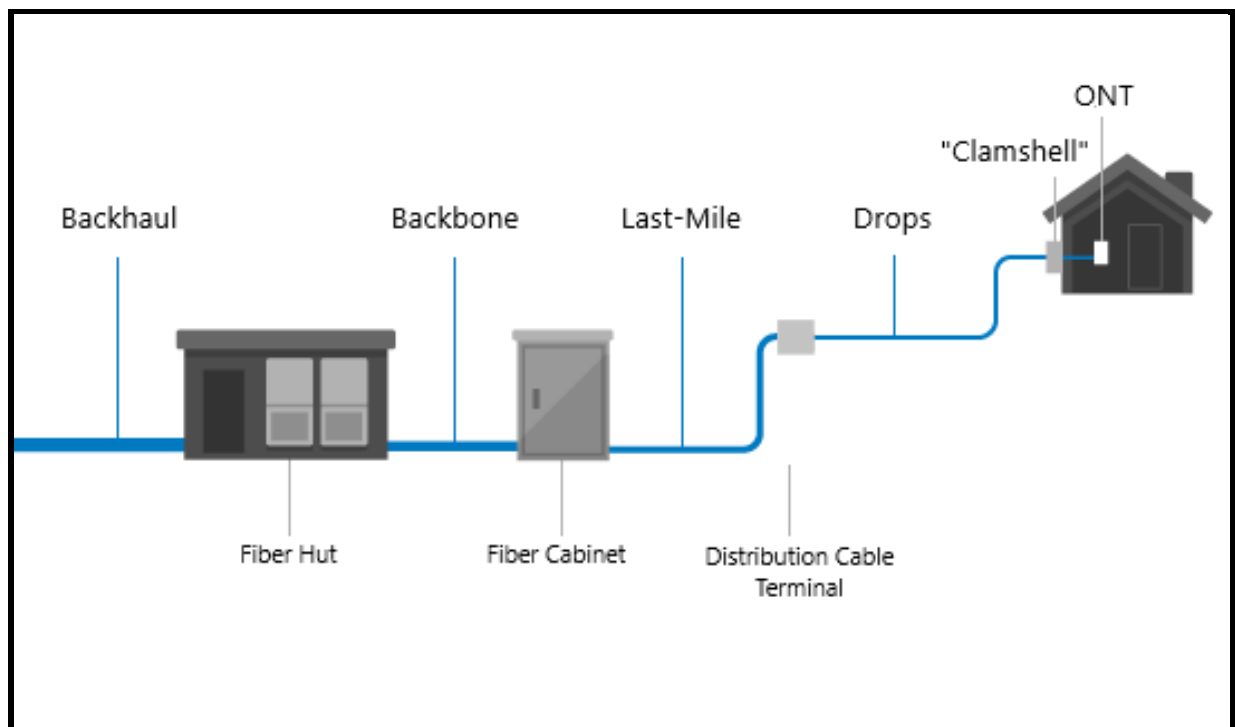 ONT
"Clamshell"
Backhaul
Backbone
Last-Mile
Drops
Fiber Hut
Fiber Cabinet
Distribution Cable
Terminal